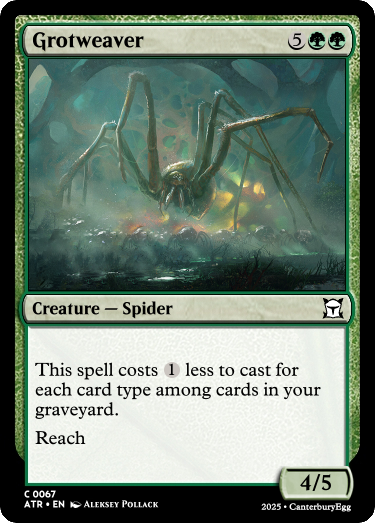 Grotweaver 5
Creature — Spider
This spell costs 1 less to cast for
each card type among cards in your
graveyard.
Reach
4/5
C 0067
ATR • EN Aleksey Pollack
2025 • CanterburyEgg